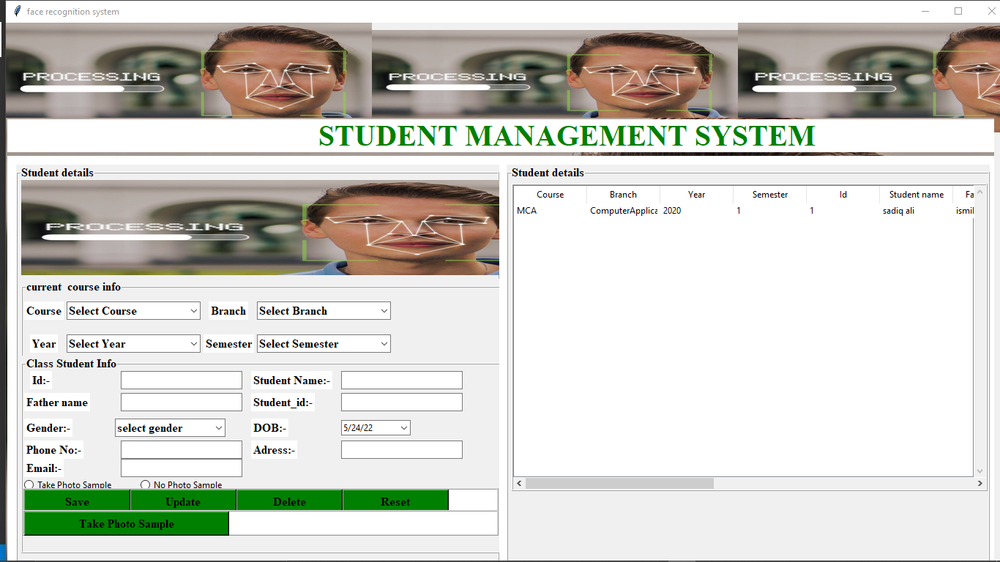 face recognition system
PROCESSING PROCESSING PROCESSING
STUDENT MANAGEMENT SYSTEM
Student details
PROCESSING
current course info
Course Select Course Branch Select Branch
Year Select Year Semester Select Semester
Class Student Info
Id:- Student Name:-
Father name Student_id:-
Gender:- select gender DOB:- 5/24/22
Phone No:- Adress:-
Email:-
Take Photo Sample No Photo Sample
Save Update Delete Reset
Take Photo Sample
Student details
Course Branch Year Semester Id Student name Fa
MCA ComputerApplica 2020 1 1 sadiq ali ismil